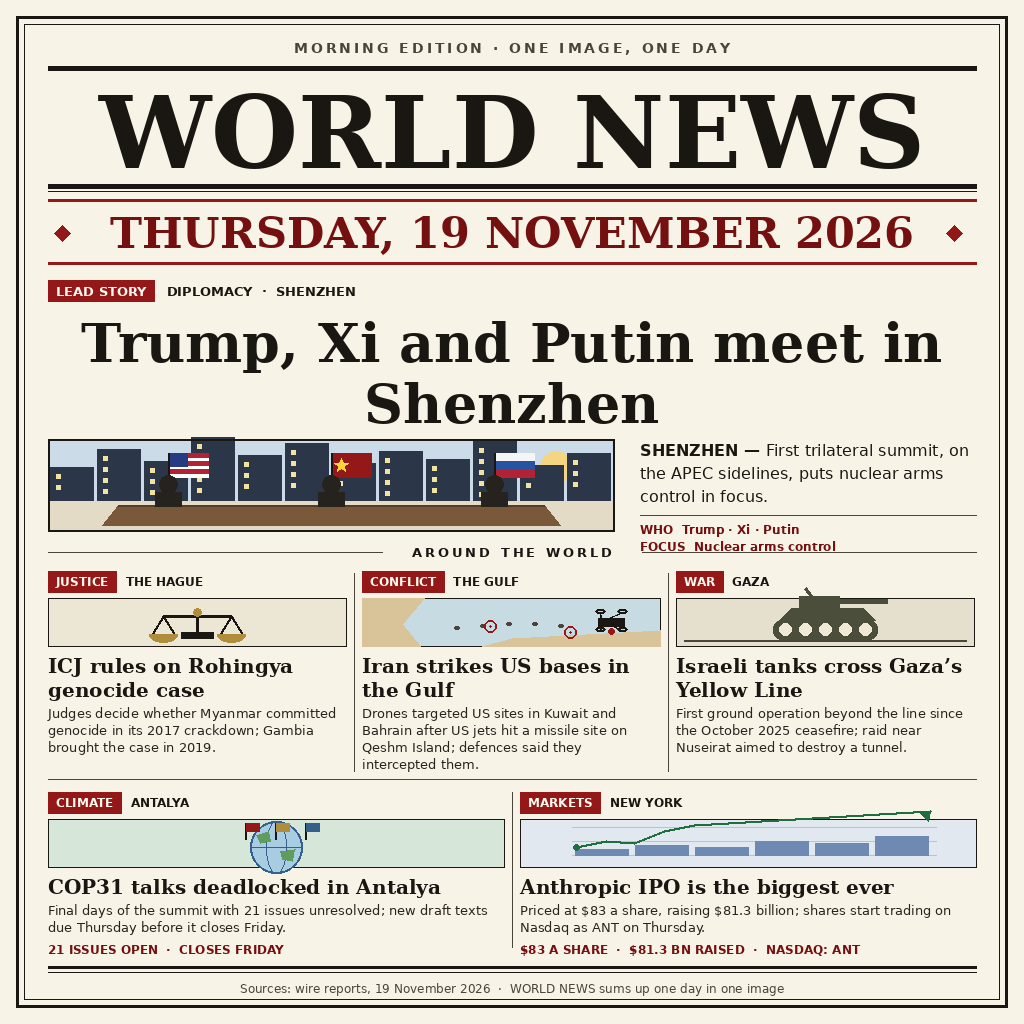 MORNING EDITION · ONE IMAGE, ONE DAY
WORLD NEWS
THURSDAY, 19 NOVEMBER 2026
LEAD STORY DIPLOMACY · SHENZHEN
Trump, Xi and Putin meet in
Shenzhen
SHENZHEN — First trilateral summit, on
the APEC sidelines, puts nuclear arms
control in focus.
WHO Trump · Xi · Putin
FOCUS Nuclear arms control
AROUND THE WORLD
JUSTICE THE HAGUE
ICJ rules on Rohingya
genocide case
Judges decide whether Myanmar committed
genocide in its 2017 crackdown; Gambia
brought the case in 2019.
CONFLICT THE GULF
Iran strikes US bases in
the Gulf
Drones targeted US sites in Kuwait and
Bahrain after US jets hit a missile site on
Qeshm Island; defences said they
intercepted them.
WAR GAZA
Israeli tanks cross Gaza’s
Yellow Line
First ground operation beyond the line since
the October 2025 ceasefire; raid near
Nuseirat aimed to destroy a tunnel.
CLIMATE ANTALYA
COP31 talks deadlocked in Antalya
Final days of the summit with 21 issues unresolved; new draft texts
due Thursday before it closes Friday.
21 ISSUES OPEN · CLOSES FRIDAY
MARKETS NEW YORK
Anthropic IPO is the biggest ever
Priced at $83 a share, raising $81.3 billion; shares start trading on
Nasdaq as ANT on Thursday.
$83 A SHARE · $81.3 BN RAISED · NASDAQ: ANT
Sources: wire reports, 19 November 2026 · WORLD NEWS sums up one day in one image